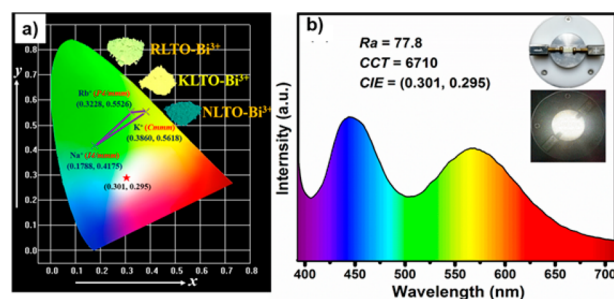 a)
RLTO-Bi³⁺
KLTO-Bi³⁺
NLTO-Bi³⁺
Rb⁺ (P4/mmm)
(0.3228, 0.5526)
K⁺ (Cmmm)
(0.3860, 0.5618)
Na⁺ (I4/mmm)
(0.1788, 0.4175)
(0.301, 0.295)
y
0.8
0.7
0.6
0.5
0.4
0.3
0.2
0.1
0.0
0.0 0.1 0.2 0.3 0.4 0.5 0.6 0.7 0.8
x
b)
Ra = 77.8
CCT = 6710
CIE = (0.301, 0.295)
Internsity (a.u.)
400 450 500 550 600 650 700
Wavelength (nm)